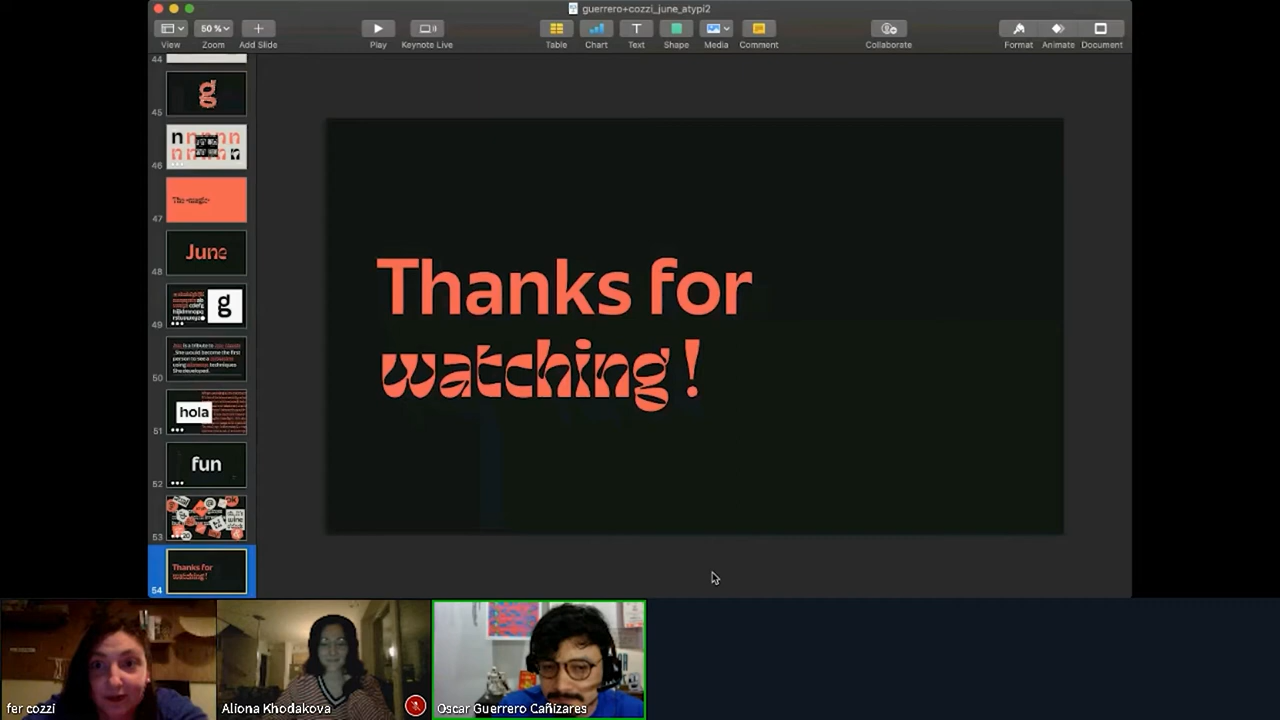 guerrero+cozzi_june_atypi2
50 %
View
Zoom
Add Slide
Play
Keynote Live
Table
Chart
Text
Shape
Media
Comment
Collaborate
Format
Animate
Document
44
g
45
46
The «magic»
47
June
48
g
49
50
hola
51
fun
52
53
Thanks for
watching!
54
Thanks for
watching !
fer cozzi
Aliona Khodakova
Oscar Guerrero Cañizares